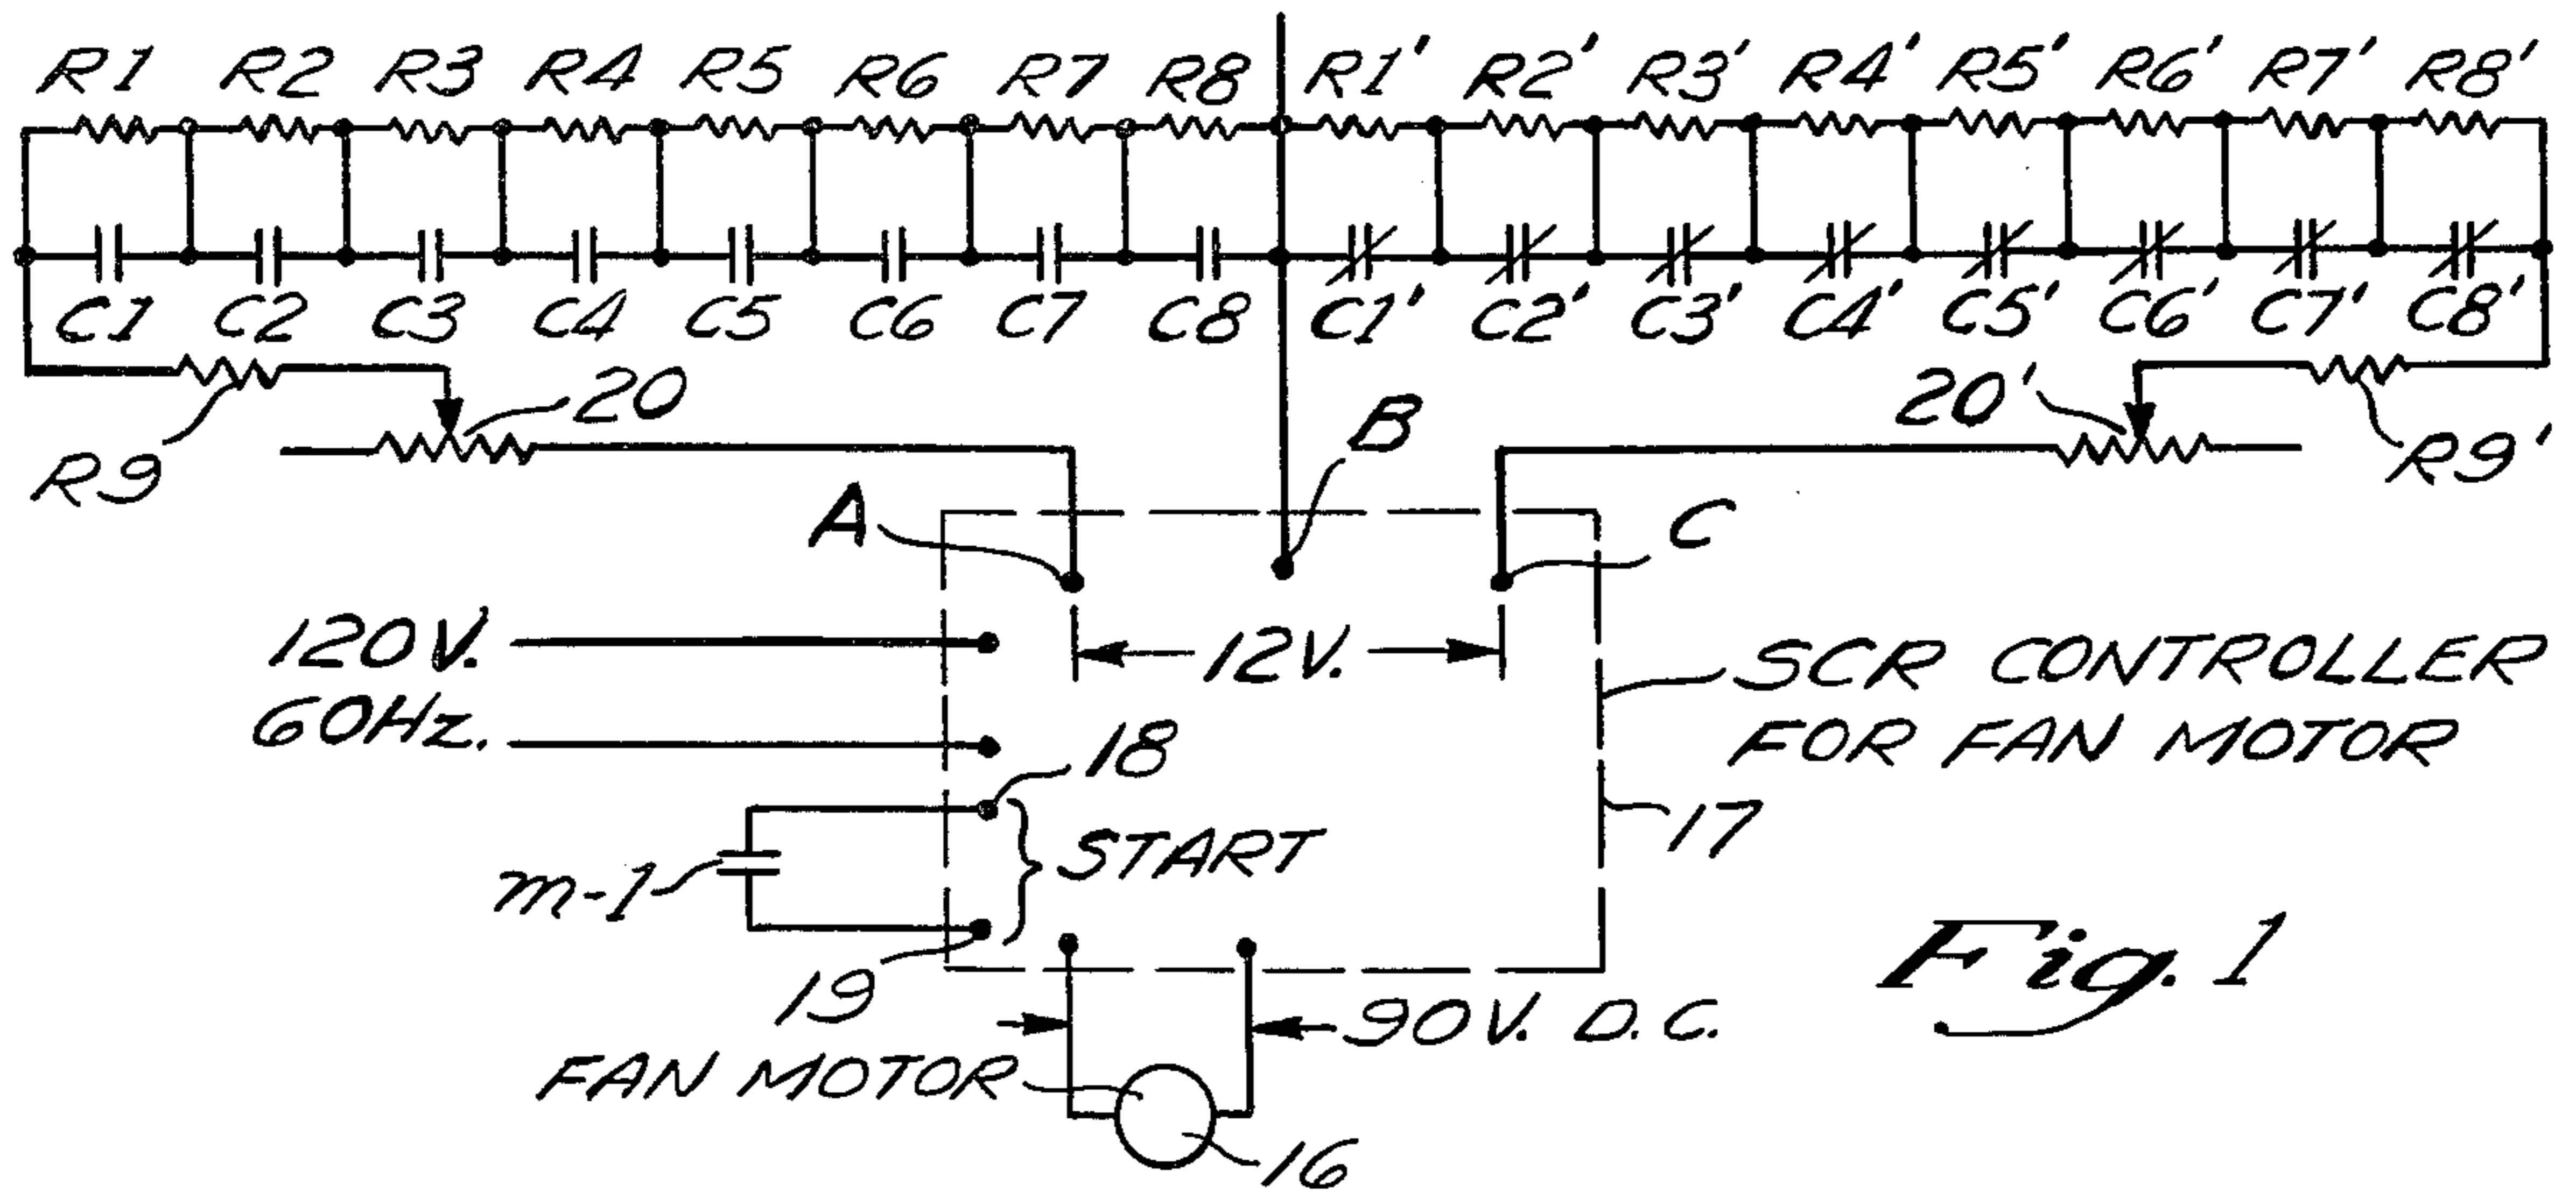 R1 R2 R3 R4 R5 R6 R7 R8 R1' R2' R3' R4' R5' R6' R7' R8'
C1 C2 C3 C4 C5 C6 C7 C8 C1' C2' C3' C4' C5' C6' C7' C8'
R9 20 B 20' R9'
A C
120V. 12V. SCR CONTROLLER
60Hz. 18 FOR FAN MOTOR
m-1 START 17
19 90V. D.C. Fig. 1
FAN MOTOR
16